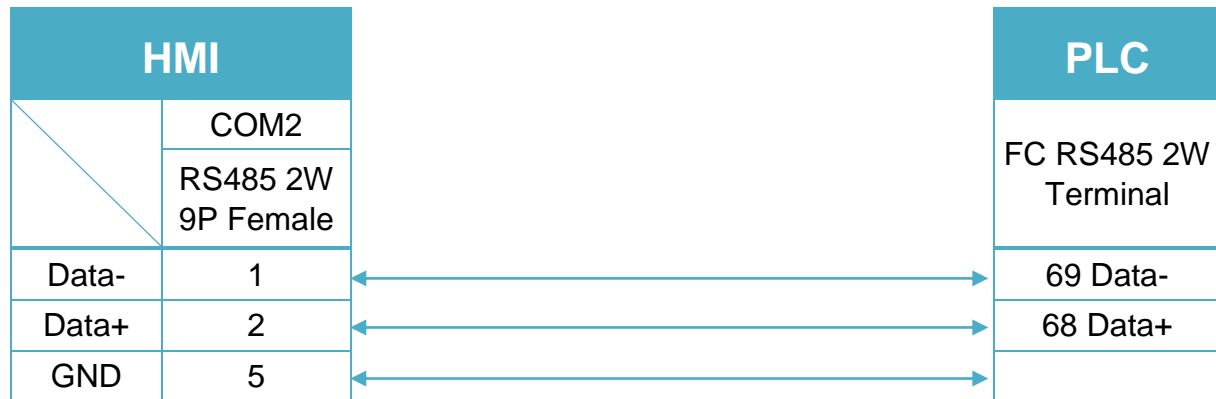 HMI PLC
COM2
RS485 2W
9P Female
FC RS485 2W
Terminal
Data- 1 69 Data-
Data+ 2 68 Data+
GND 5